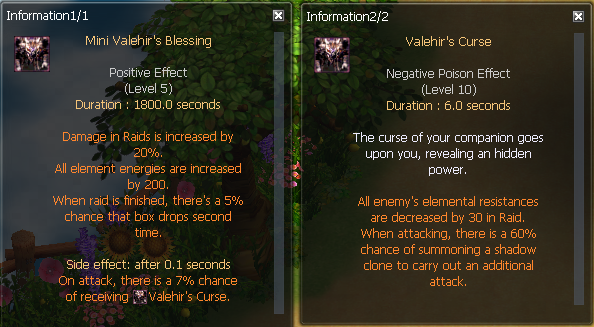 Information1/1
Mini Valehir's Blessing
Positive Effect
(Level 5)
Duration : 1800.0 seconds
Damage in Raids is increased by
20%.
All element energies are increased
by 200.
When raid is finished, there's a 5%
chance that box drops second
time.
Side effect: after 0.1 seconds
On attack, there is a 7% chance
of receiving Valehir's Curse.
Information2/2
Valehir's Curse
Negative Poison Effect
(Level 10)
Duration : 6.0 seconds
The curse of your companion goes
upon you, revealing an hidden
power.
All enemy's elemental resistances
are decreased by 30 in Raid.
When attacking, there is a 60%
chance of summoning a shadow
clone to carry out an additional
attack.